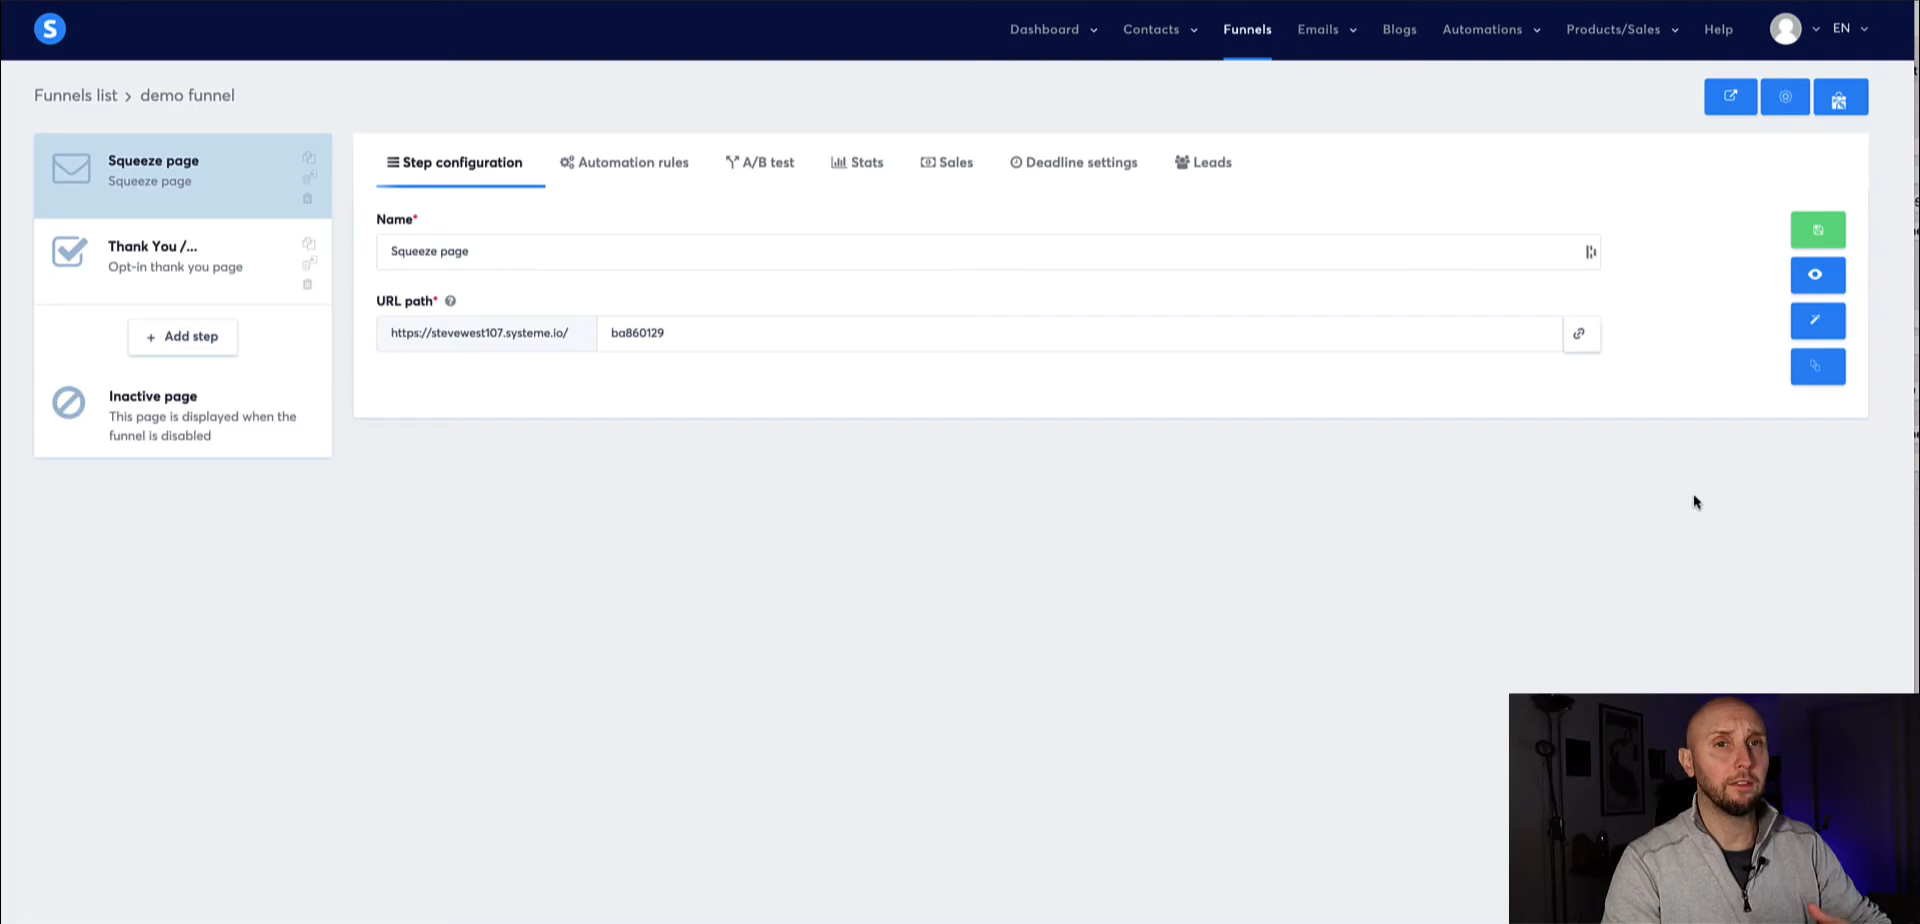 S
Dashboard
Contacts
Funnels
Emails
Blogs
Automations
Products/Sales
Help
EN
Funnels list > demo funnel
Squeeze page
Squeeze page
Thank You /...
Opt-in thank you page
+ Add step
Inactive page
This page is displayed when the
funnel is disabled
Step configuration
Automation rules
A/B test
Stats
Sales
Deadline settings
Leads
Name*
Squeeze page
URL path* ?
https://stevewest107.systeme.io/
ba860129